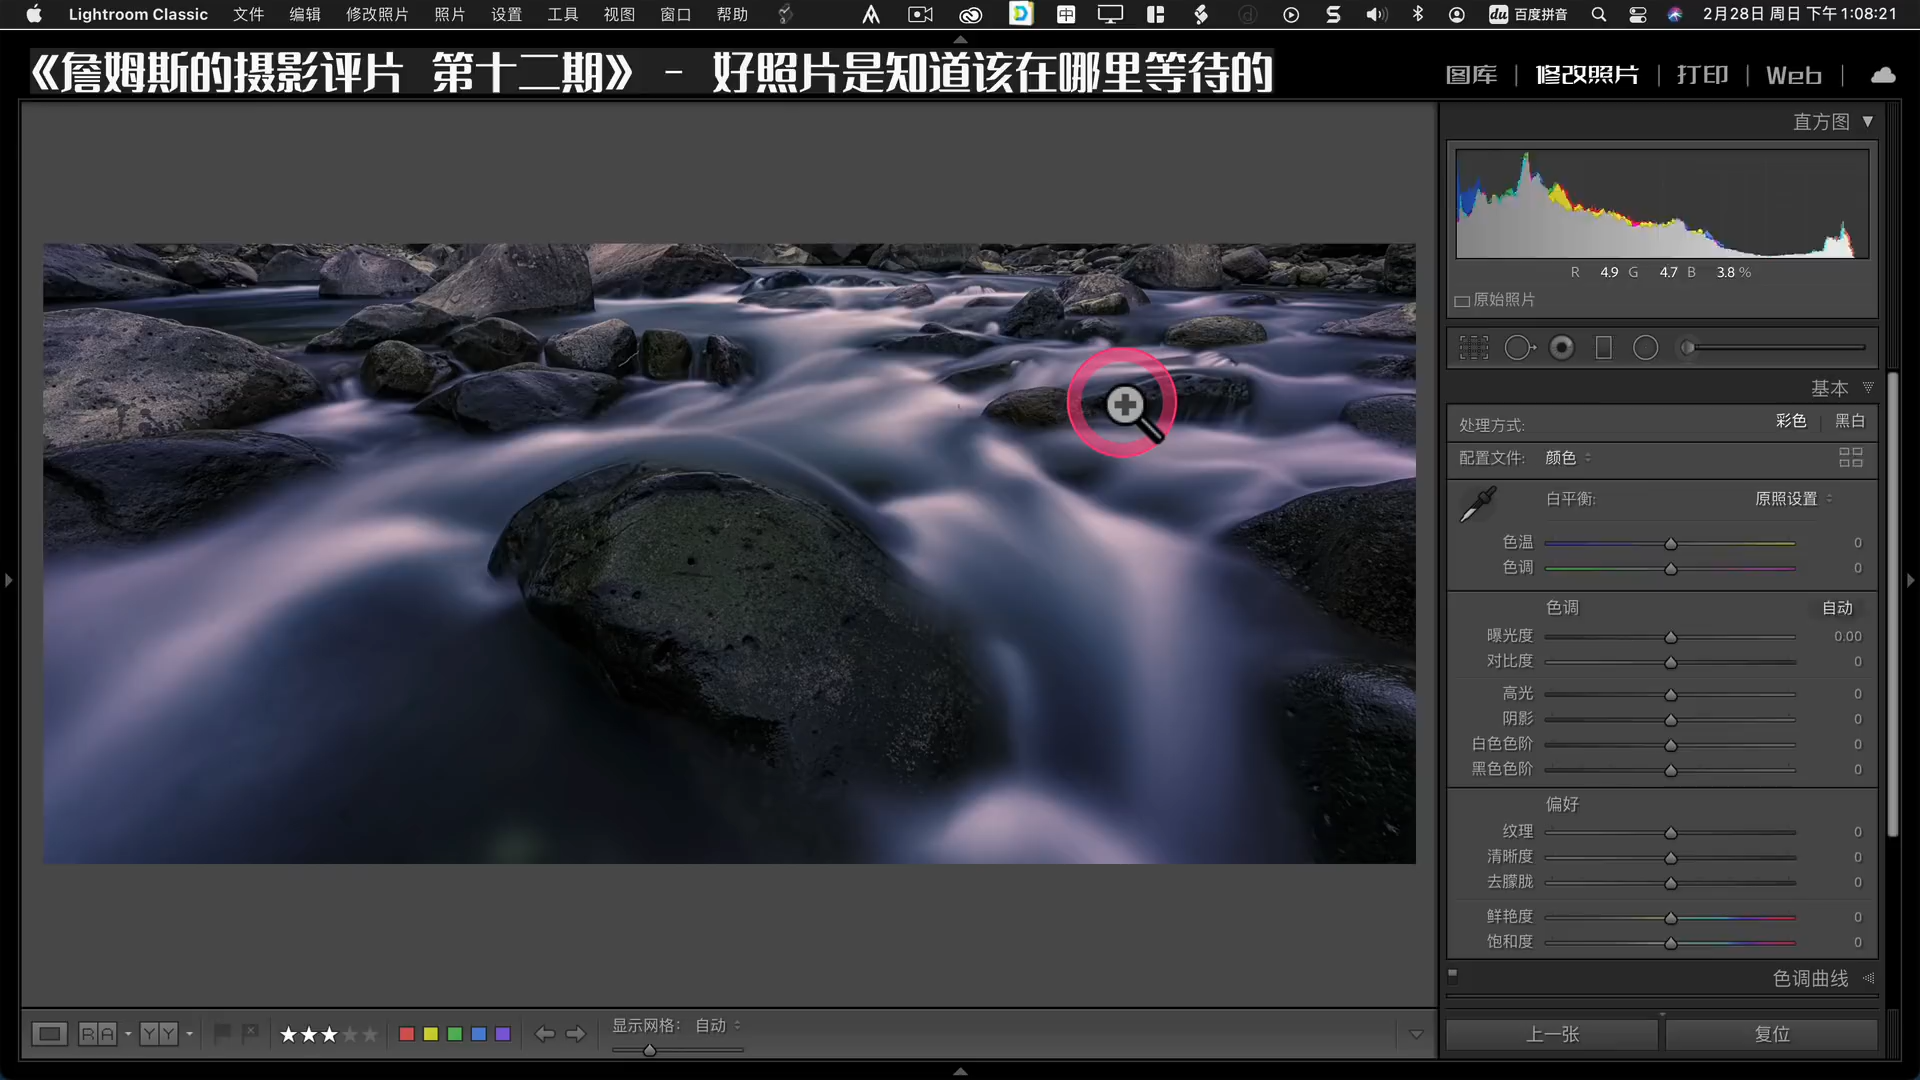 Lightroom Classic 文件 编辑 修改照片 照片 设置 工具 视图 窗口 帮助 中 S du 百度拼音 2月28日 周日 下午1:08:21
《詹姆斯的摄影评片 第十二期》 - 好照片是知道该在哪里等待的
图库 | 修改照片 | 打印 | Web |
直方图
R 4.9 G 4.7 B 3.8 %
原始照片
基本
处理方式: 彩色 黑白
配置文件: 颜色
白平衡: 原照设置
色温 0
色调 0
色调 自动
曝光度 0.00
对比度 0
高光 0
阴影 0
白色色阶 0
黑色色阶 0
偏好
纹理 0
清晰度 0
去朦胧 0
鲜艳度 0
饱和度 0
色调曲线
RA YY 显示网格: 自动
上一张 复位